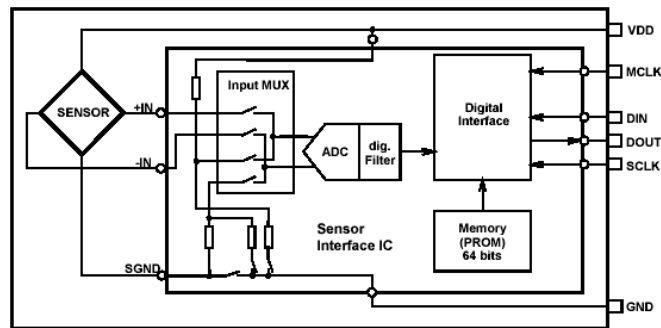 VDD
Input MUX
MCLK
SENSOR
+IN
Digital
Interface
DIN
ADC
dig.
Filter
DOUT
-IN
SCLK
Sensor
Interface IC
Memory
(PROM)
64 bits
SGND
GND